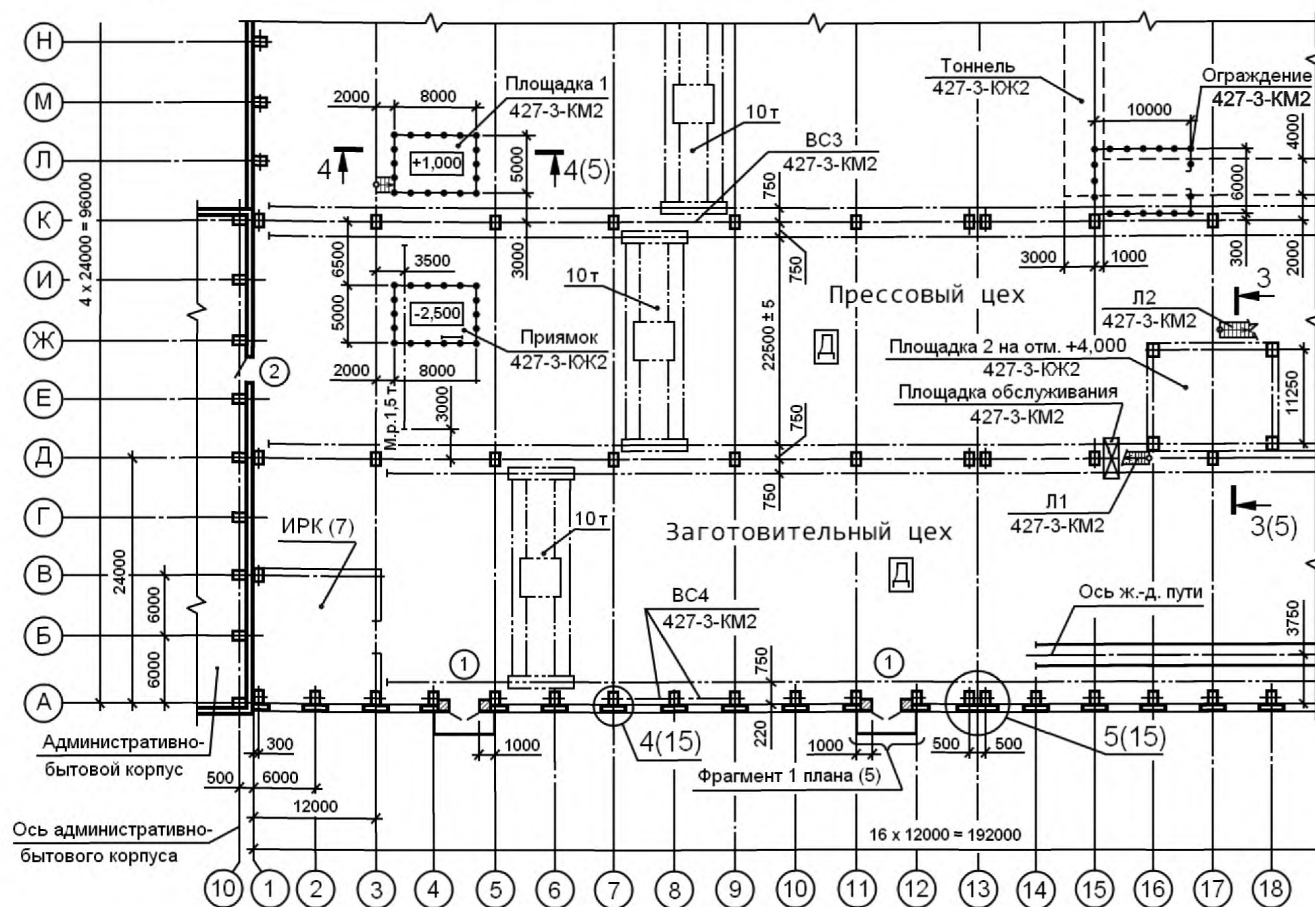 Н
М
Л
К
И
Ж
Е
Д
Г
В
Б
А
4 x 24000 = 96000
24000
6000
6000
2000
8000
Площадка 1
427-3-КМ2
+1,000
5000
4
4(5)
10 т
ВС3
427-3-КМ2
750
Тоннель
427-3-КЖ2
Ограждение
427-3-КМ2
10000
4000
6000
6500
3000
3500
5000
-2,500
Приямок
427-3-КЖ2
2000
8000
3000
М.р.1,5 т
10 т
750
22500 ± 5
3000
1000
300
2000
Прессовый цех
Д
3
Л2
427-3-КМ2
Площадка 2 на отм. +4,000
427-3-КЖ2
Площадка обслуживания
427-3-КМ2
11250
2
750
750
Л1
427-3-КМ2
3(5)
ИРК (7)
10 т
Заготовительный цех
Д
Ось ж.-д. пути
3750
ВС4
427-3-КМ2
1
750
1
Административно-
бытовой корпус
300
500
6000
12000
1000
4(15)
220
1000
500
500
5(15)
Фрагмент 1 плана (5)
Ось административно-
бытового корпуса
16 x 12000 = 192000
10
1
2
3
4
5
6
7
8
9
10
11
12
13
14
15
16
17
18